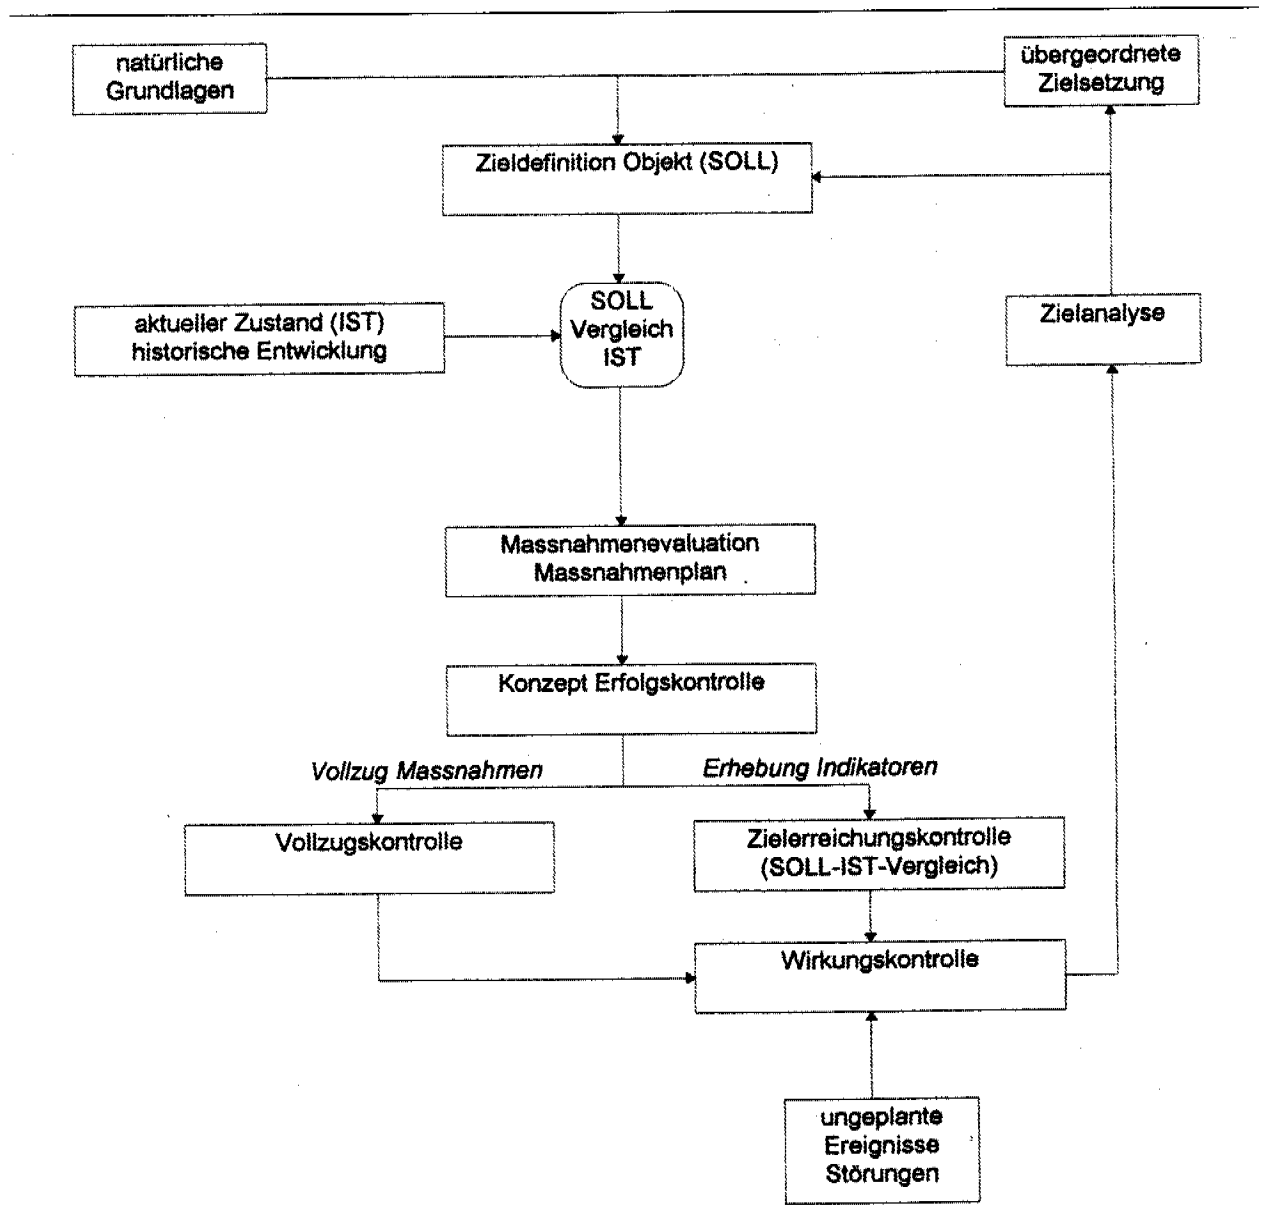 natürliche
Grundlagen
übergeordnete
Zielsetzung
Zieldefinition Objekt (SOLL)
aktueller Zustand (IST)
historische Entwicklung
SOLL
Vergleich
IST
Zielanalyse
Massnahmenevaluation
Massnahmenplan
Konzept Erfolgskontrolle
Vollzug Massnahmen
Erhebung Indikatoren
Vollzugskontrolle
Zielerreichungskontrolle
(SOLL-IST-Vergleich)
Wirkungskontrolle
ungeplante
Ereignisse
Störungen